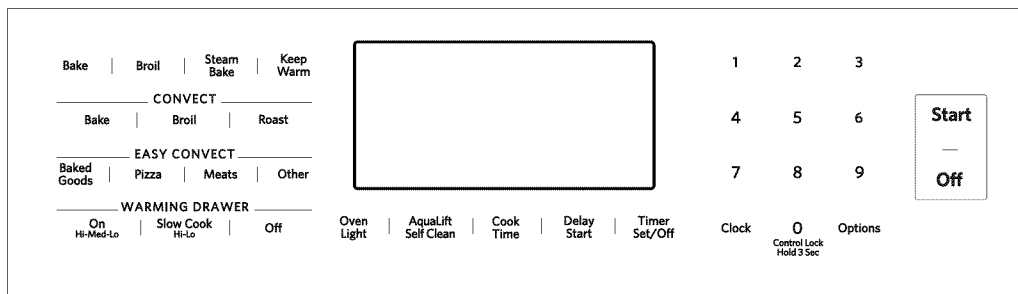 Bake Broil Steam Bake Keep Warm
CONVECT
Bake Broil Roast
EASY CONVECT
Baked Goods Pizza Meats Other
WARMING DRAWER
On Hi-Med-Lo Slow Cook Hi-Lo Off
Oven Light AquaLift Self Clean Cook Time Delay Start Timer Set/Off
1 2 3
4 5 6
7 8 9
Clock 0 Options
Control Lock
Hold 3 Sec
Start
Off